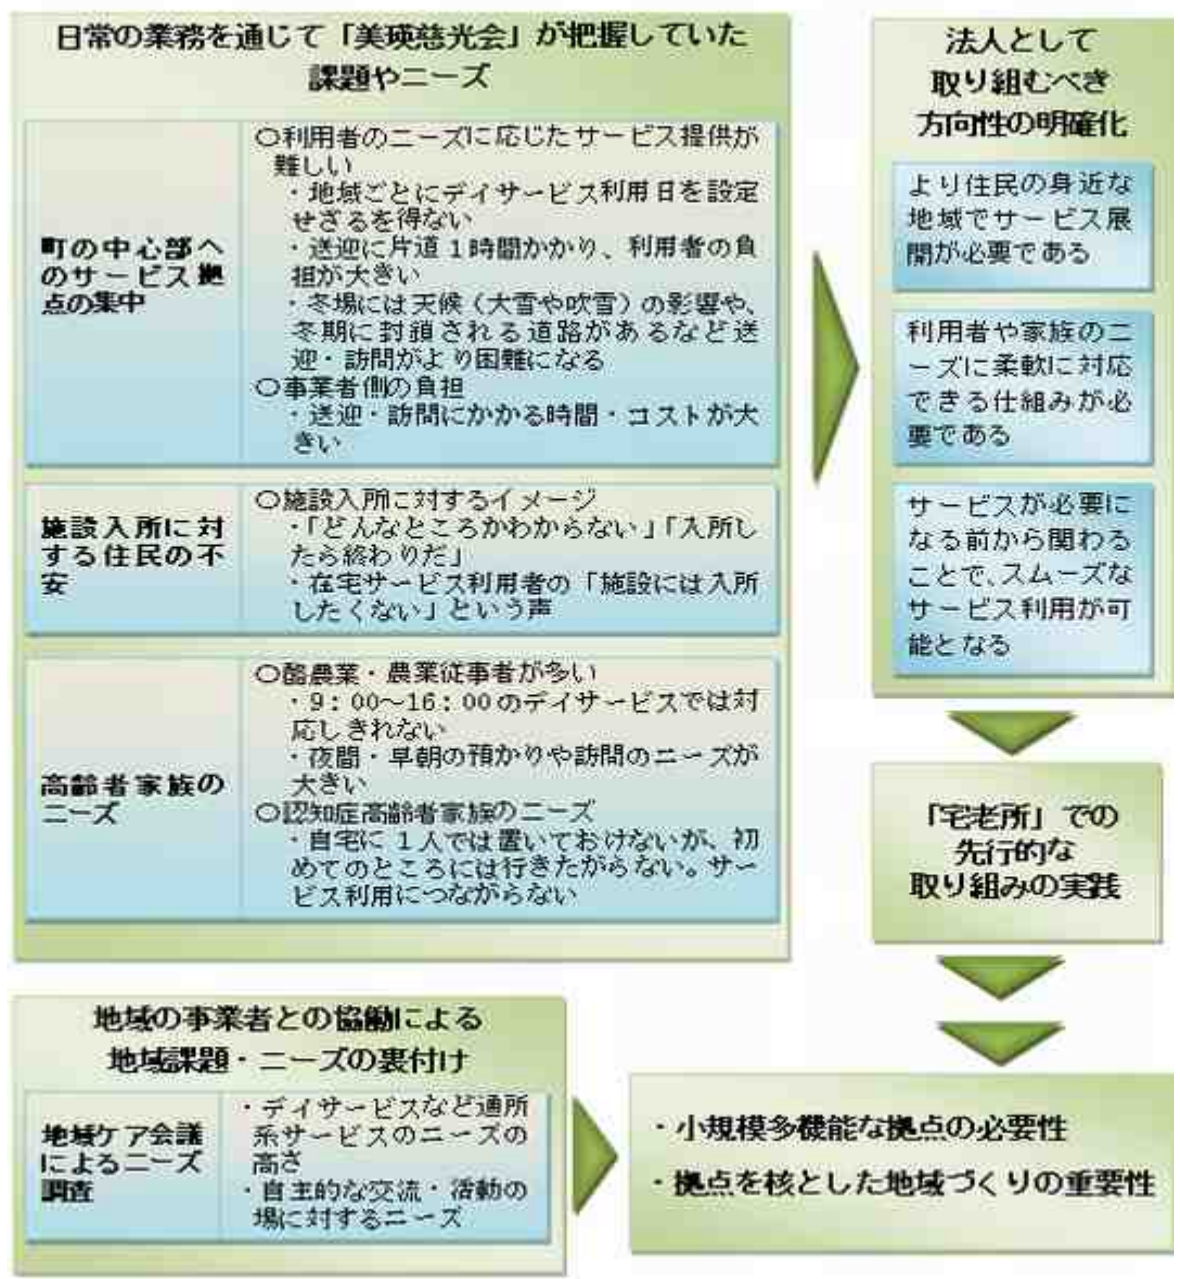 日常の業務を通じて「美瑛慈光会」が把握していた
課題やニーズ
町の中心部へ
のサービス拠
点の集中
○利用者のニーズに応じたサービス提供が
難しい
・地域ごとにデイサービス利用日を設定
せざるを得ない
・送迎に片道１時間かかり、利用者の負
担が大きい
・冬場には天候（大雪や吹雪）の影響や、
冬期に封鎖される道路があるなど送
迎・訪問がより困難になる
○事業者側の負担
・送迎・訪問にかかる時間・コストが大
きい
施設入所に対
する住民の不
安
○施設入所に対するイメージ
・「どんなところかわからない」「入所し
たら終わりだ」
・在宅サービス利用者の「施設には入所
したくない」という声
高齢者家族の
ニーズ
○酪農業・農業従事者が多い
・9：00～16：00のデイサービスでは対
応しきれない
・夜間・早朝の預かりや訪問のニーズが
大きい
○認知症高齢者家族のニーズ
・自宅に１人では置いておけないが、初
めてのところには行きたがらない。サー
ビス利用につながらない
法人として
取り組むべき
方向性の明確化
より住民の身近な
地域でサービス展
開が必要である
利用者や家族のニ
ーズに柔軟に対応
できる仕組みが必
要である
サービスが必要に
なる前から関わる
ことで、スムーズな
サービス利用が可
能となる
「宅老所」での
先行的な
取り組みの実践
地域の事業者との協働による
地域課題・ニーズの裏付け
地域ケア会議
によるニーズ
調査
・デイサービスなど通所
系サービスのニーズの
高さ
・自主的な交流・活動の
場に対するニーズ
・小規模多機能な拠点の必要性
・拠点を核とした地域づくりの重要性